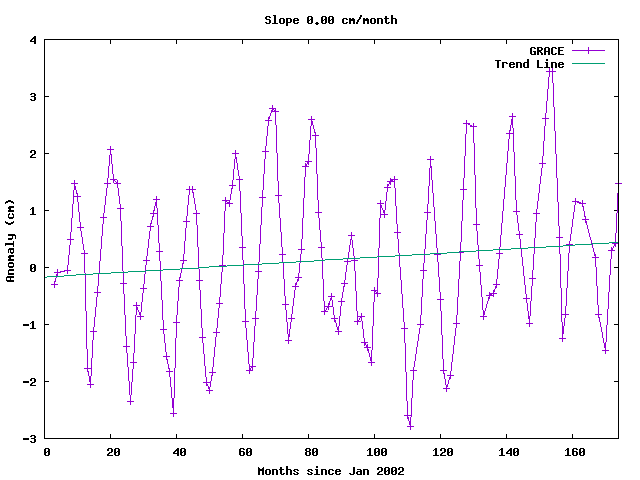 Slope 0.00 cm/month
GRACE
Trend Line
4
3
2
1
0
-1
-2
-3
Anomaly (cm)
0 20 40 60 80 100 120 140 160
Months since Jan 2002